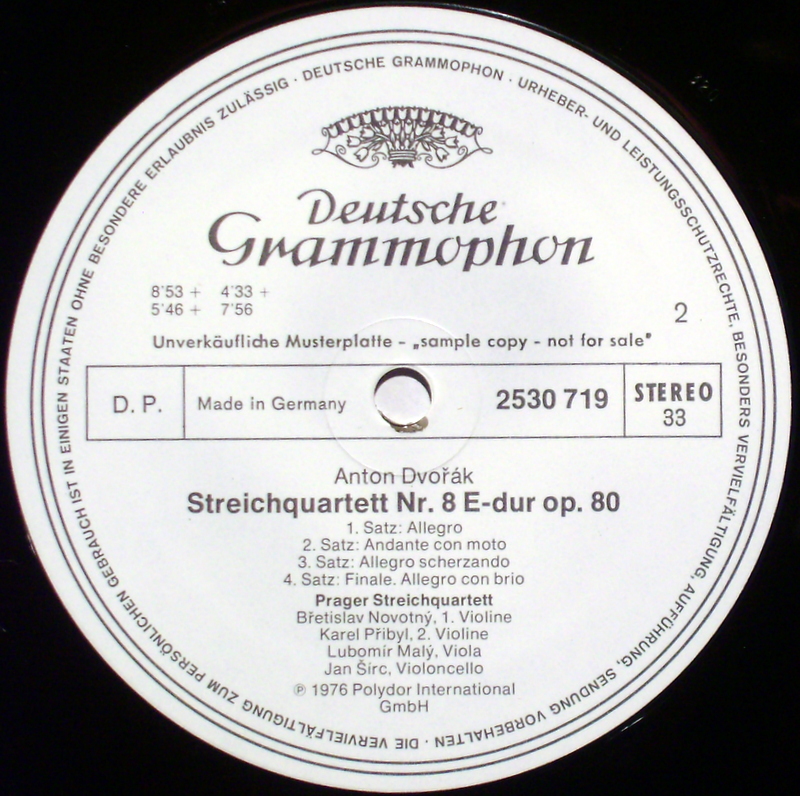 DEUTSCHE GRAMMOPHON · URHEBER- UND LEISTUNGSSCHUTZRECHTE, BESONDERS VERVIELFÄLTIGUNG, AUFFÜHRUNG, SENDUNG VORBEHALTEN · DIE VERVIELFÄLTIGUNG ZUM PERSÖNLICHEN GEBRAUCH IST IN EINIGEN STAATEN OHNE BESONDERE ERLAUBNIS ZULÄSSIG ·
Deutsche
Grammophon
8'53 + 4'33 +
5'46 + 7'56
2
Unverkäufliche Musterplatte - „sample copy - not for sale"
D. P. Made in Germany 2530 719 STEREO
33
Anton Dvořák
Streichquartett Nr. 8 E-dur op. 80
1. Satz: Allegro
2. Satz: Andante con moto
3. Satz: Allegro scherzando
4. Satz: Finale. Allegro con brio
Prager Streichquartett
Břetislav Novotný, 1. Violine
Karel Přibyl, 2. Violine
Lubomír Malý, Viola
Jan Šírc, Violoncello
℗ 1976 Polydor International
GmbH